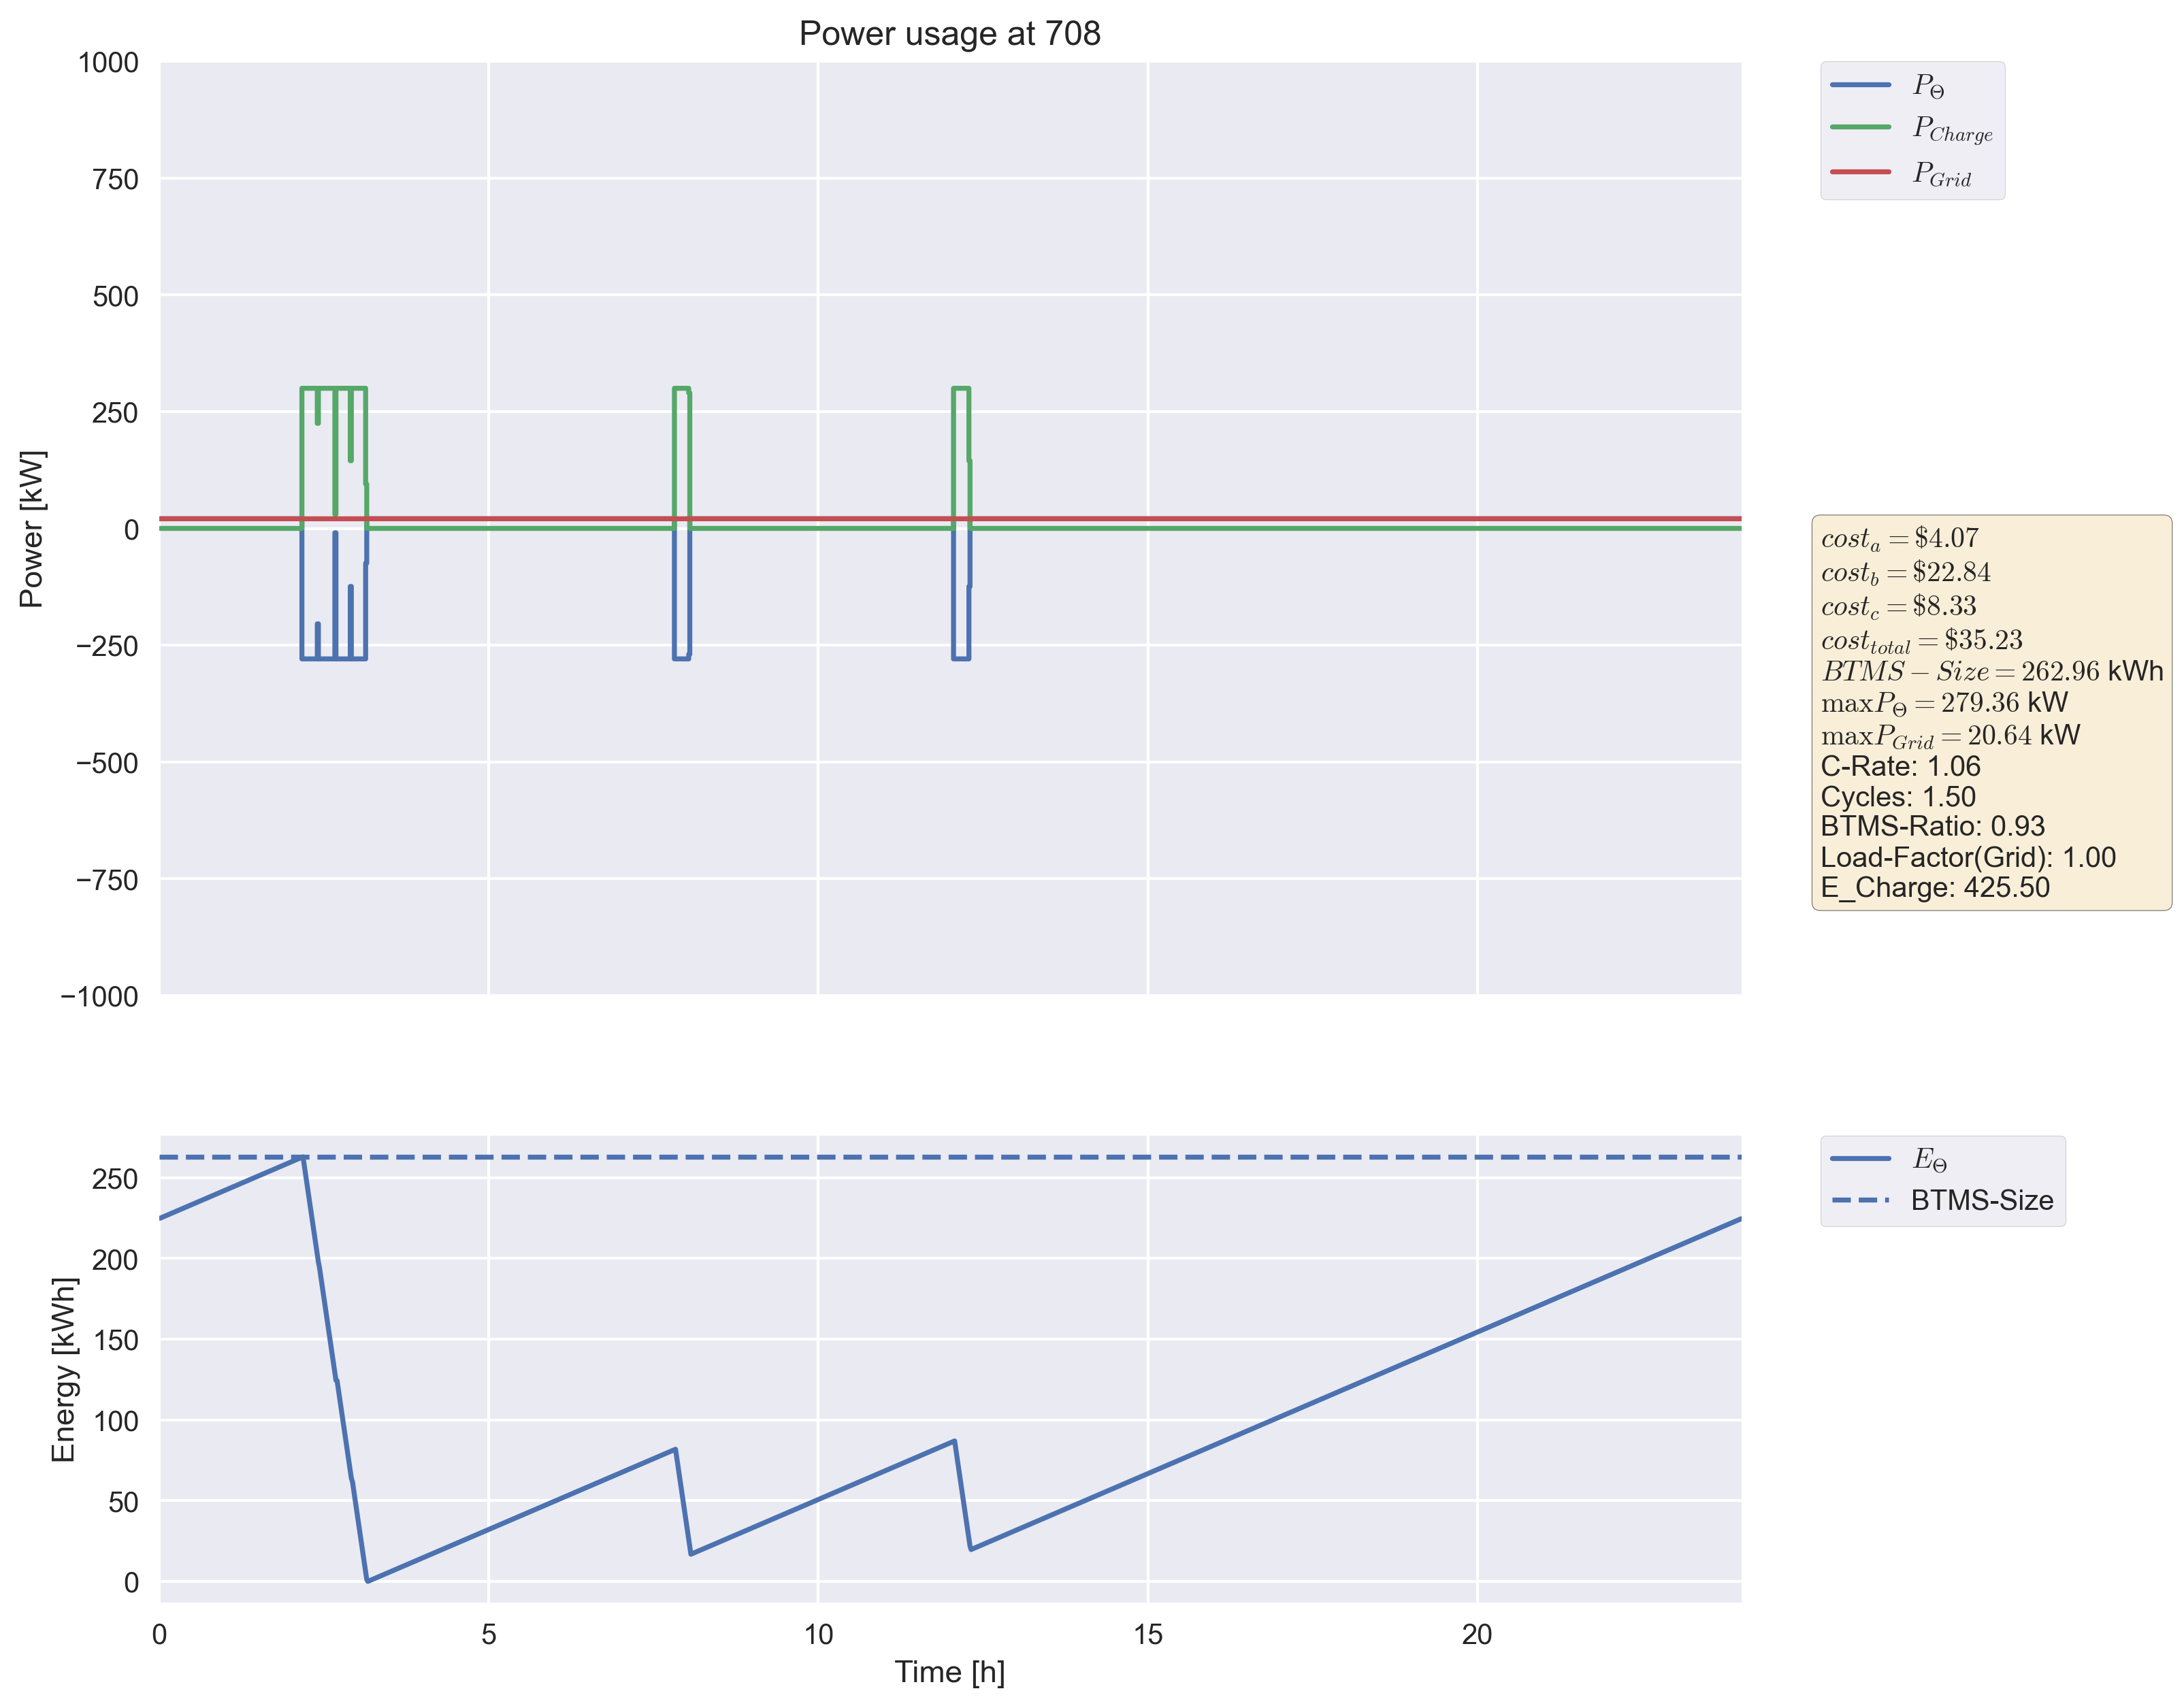 Power usage at 708
1000
750
500
250
0
−250
−500
−750
−1000
Power [kW]
P_Θ
P_Charge
P_Grid
cost_a = $4.07
cost_b = $22.84
cost_c = $8.33
cost_total = $35.23
BTMS − Size = 262.96 kWh
maxP_Θ = 279.36 kW
maxP_Grid = 20.64 kW
C-Rate: 1.06
Cycles: 1.50
BTMS-Ratio: 0.93
Load-Factor(Grid): 1.00
E_Charge: 425.50
250
200
150
100
50
0
Energy [kWh]
E_Θ
BTMS-Size
0 5 10 15 20
Time [h]